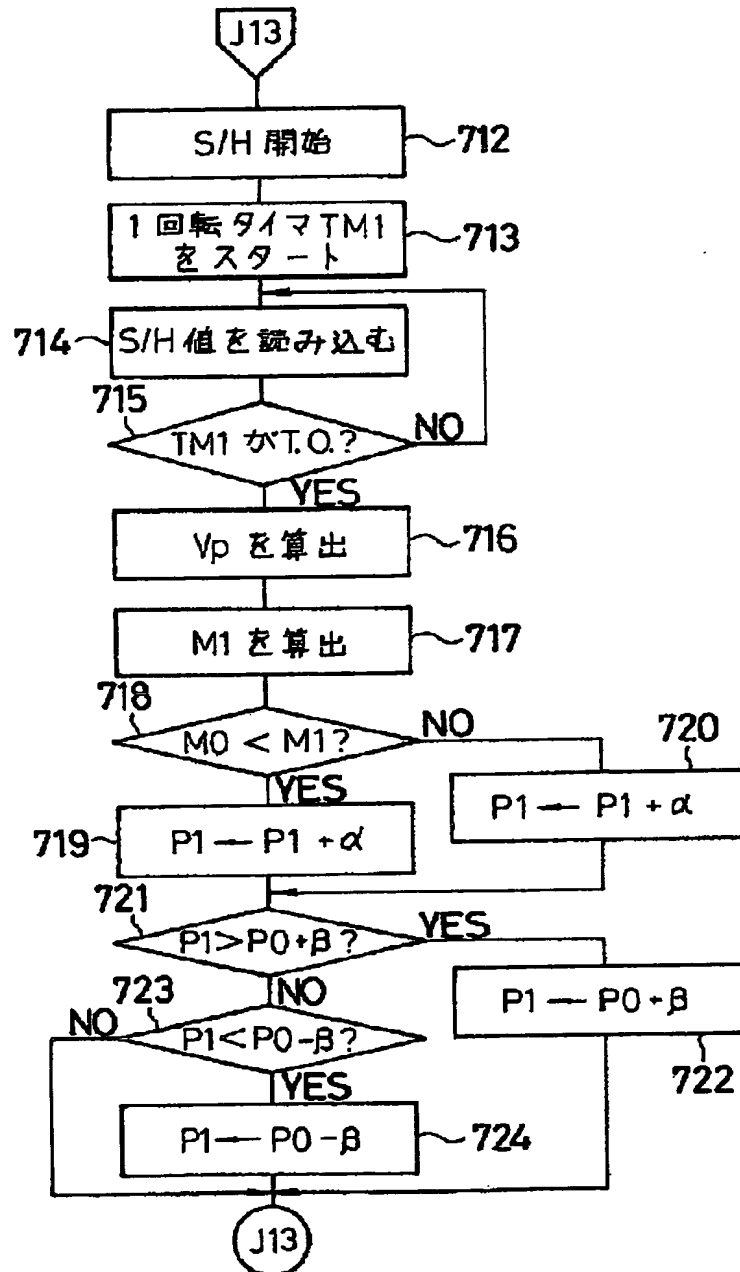 J13
S/H 開始
712
1 回転タイマ TM1
をスタート
713
714
S/H 値を読み込む
715
TM1 がT.O.?
NO
YES
Vp を算出
716
M1 を算出
717
718
M0 < M1?
NO
YES
720
P1 ← P1 + α
719
P1 ← P1 + α
721
P1>P0+β?
YES
NO
P1 ← P0+β
722
723
NO
P1<P0-β?
YES
P1← P0-β
724
J13